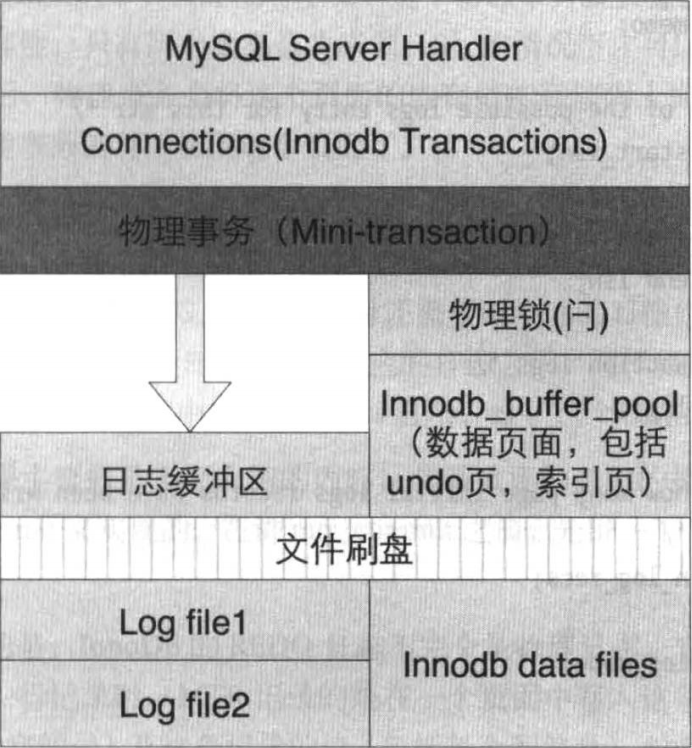 MySQL Server Handler
Connections(Innodb Transactions)
物理事务（Mini-transaction）
物理锁(闩)
Innodb_buffer_pool
（数据页面，包括
undo页，索引页）
日志缓冲区
文件刷盘
Log file1
Log file2
Innodb data files